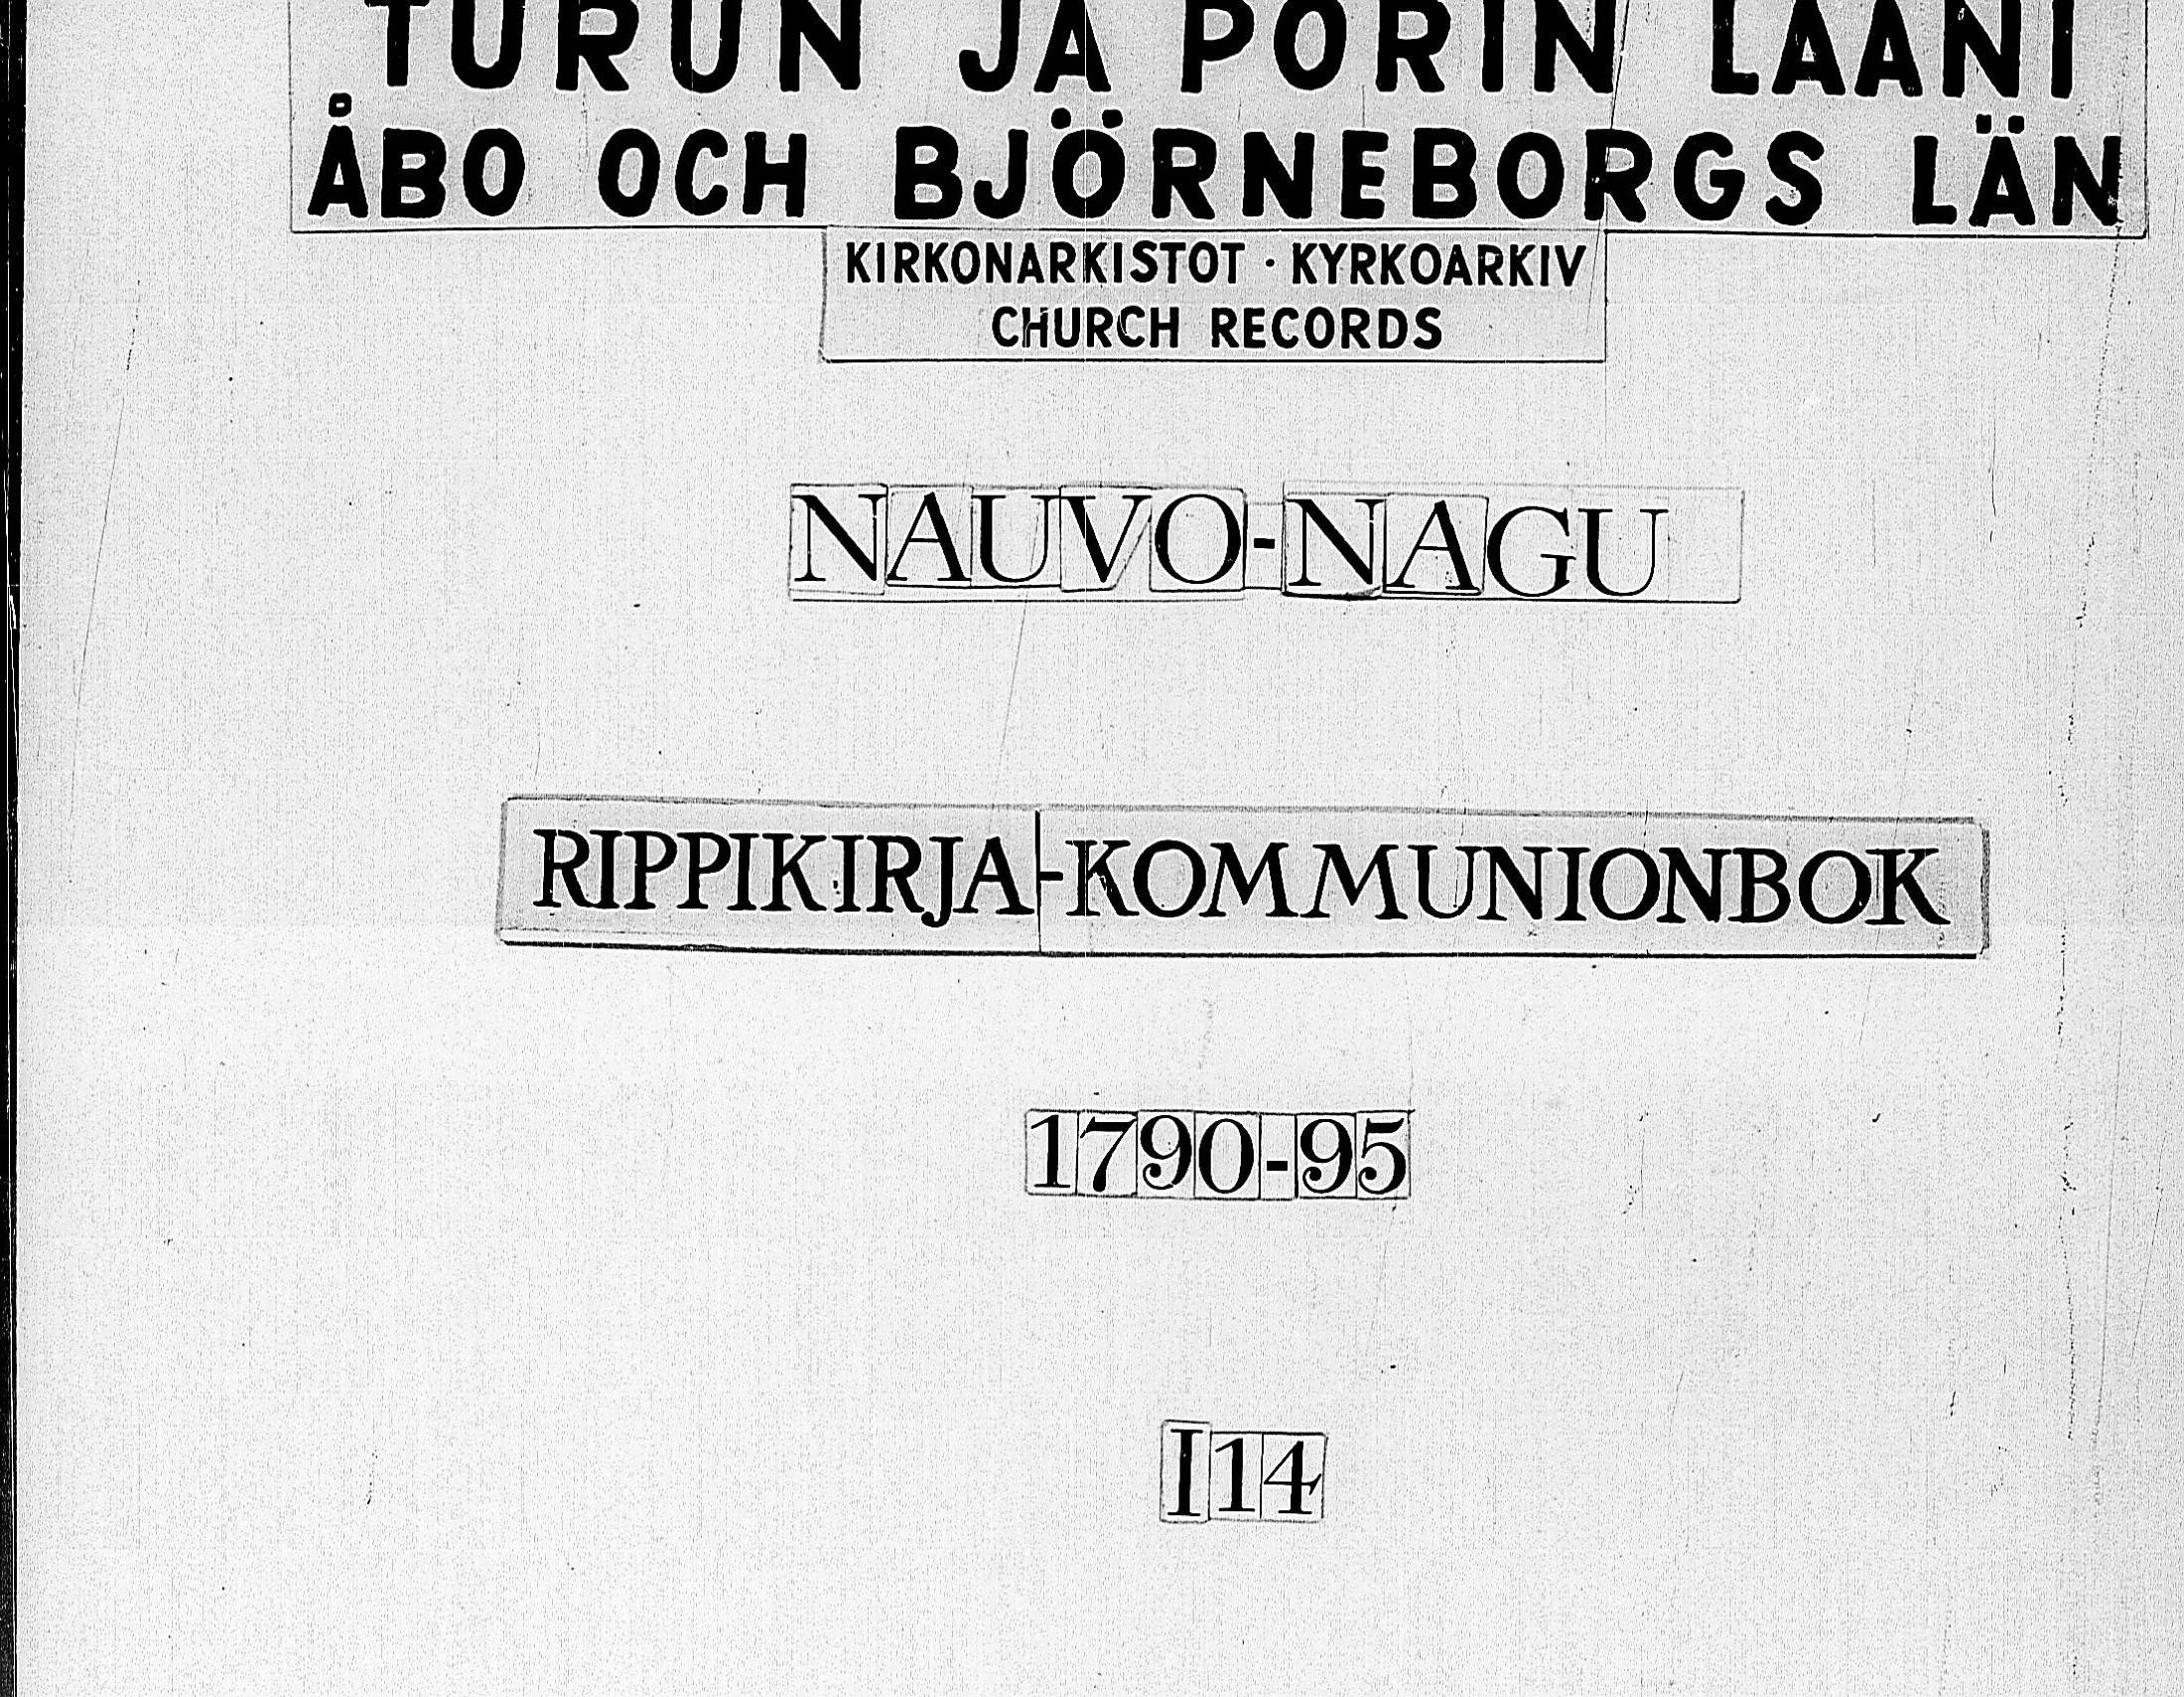 TURUN JA PORIN LÄÄNI
ÅBO OCH BJÖRNEBORGS LÄN
KIRKONARKISTOT · KYRKOARKIV
CHURCH RECORDS
NAUVO-NAGU
RIPPIKIRJA-KOMMUNIONBOK
1790-95
I14